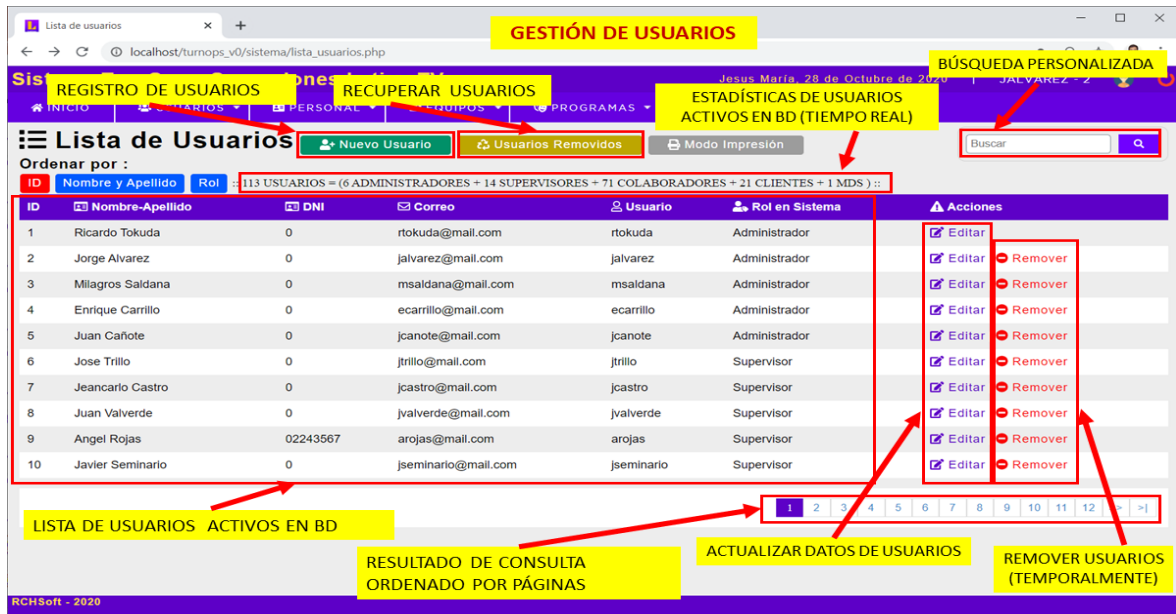 Lista de usuarios
GESTIÓN DE USUARIOS
localhost/turnops_v0/sistema/lista_usuarios.php
BÚSQUEDA PERSONALIZADA
Jesus María, 28 de Octubre de 2020
JALVAREZ - 2
REGISTRO DE USUARIOS
RECUPERAR USUARIOS
ESTADÍSTICAS DE USUARIOS
ACTIVOS EN BD (TIEMPO REAL)
INICIO USUARIOS PERSONAL EQUIPOS PROGRAMAS
Lista de Usuarios
Nuevo Usuario
Usuarios Removidos
Modo Impresión
Buscar
Ordenar por :
ID Nombre y Apellido Rol :: 113 USUARIOS = (6 ADMINISTRADORES + 14 SUPERVISORES + 71 COLABORADORES + 21 CLIENTES + 1 MDS ) ::
ID Nombre-Apellido DNI Correo Usuario Rol en Sistema Acciones
1 Ricardo Tokuda 0 rtokuda@mail.com rtokuda Administrador Editar
2 Jorge Alvarez 0 jalvarez@mail.com jalvarez Administrador Editar Remover
3 Milagros Saldana 0 msaldana@mail.com msaldana Administrador Editar Remover
4 Enrique Carrillo 0 ecarrillo@mail.com ecarrillo Administrador Editar Remover
5 Juan Cañote 0 jcanote@mail.com jcanote Administrador Editar Remover
6 Jose Trillo 0 jtrillo@mail.com jtrillo Supervisor Editar Remover
7 Jeancarlo Castro 0 jcastro@mail.com jcastro Supervisor Editar Remover
8 Juan Valverde 0 jvalverde@mail.com jvalverde Supervisor Editar Remover
9 Angel Rojas 02243567 arojas@mail.com arojas Supervisor Editar Remover
10 Javier Seminario 0 jseminario@mail.com jseminario Supervisor Editar Remover
1 2 3 4 5 6 7 8 9 10 11 12 > >|
LISTA DE USUARIOS ACTIVOS EN BD
RESULTADO DE CONSULTA
ORDENADO POR PÁGINAS
ACTUALIZAR DATOS DE USUARIOS
REMOVER USUARIOS
(TEMPORALMENTE)
RCHSoft - 2020